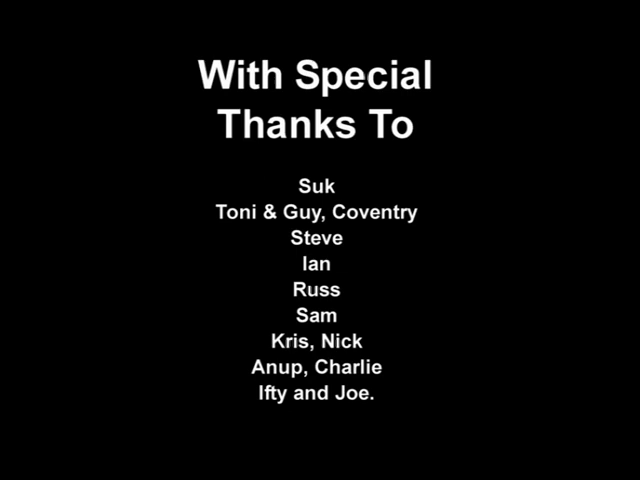 With Special
Thanks To
Suk
Toni & Guy, Coventry
Steve
Ian
Russ
Sam
Kris, Nick
Anup, Charlie
Ifty and Joe.